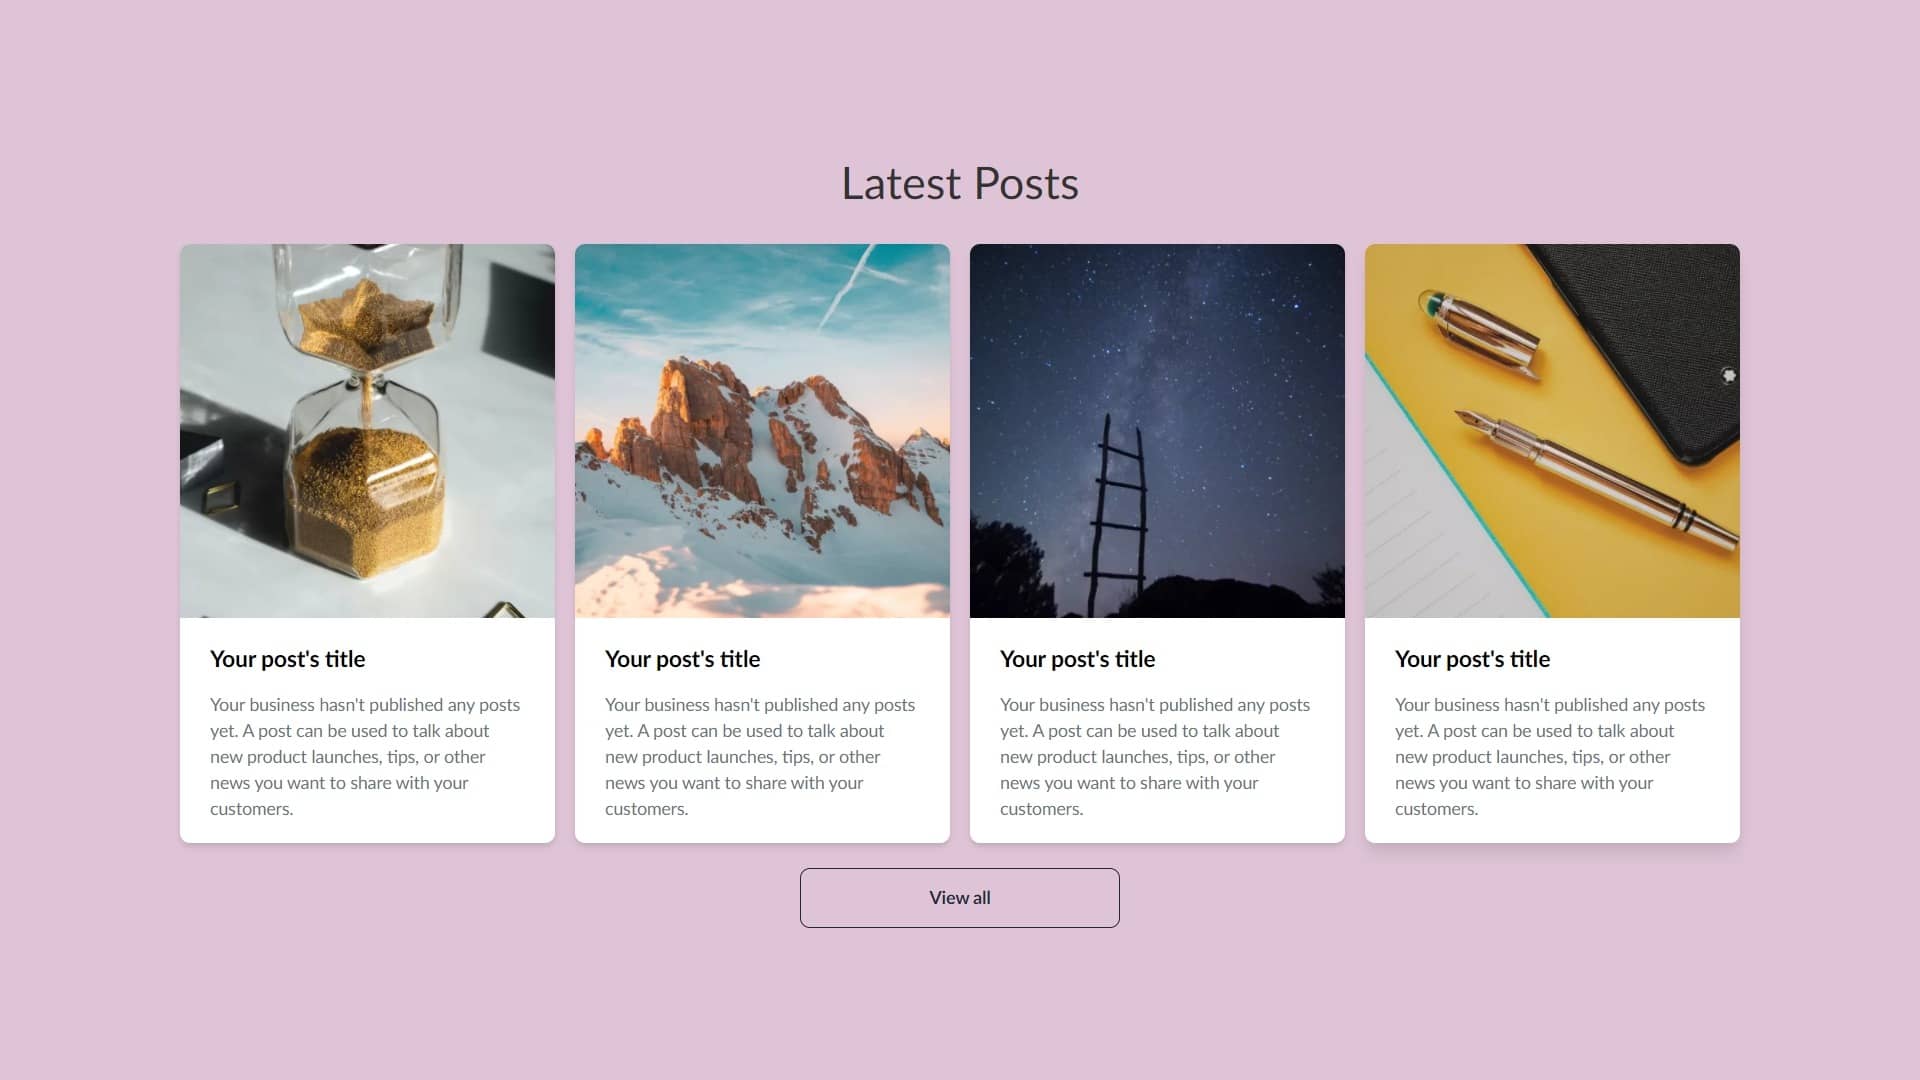 Latest Posts
Your post's title
Your business hasn't published any posts
yet. A post can be used to talk about
new product launches, tips, or other
news you want to share with your
customers.
Your post's title
Your business hasn't published any posts
yet. A post can be used to talk about
new product launches, tips, or other
news you want to share with your
customers.
Your post's title
Your business hasn't published any posts
yet. A post can be used to talk about
new product launches, tips, or other
news you want to share with your
customers.
Your post's title
Your business hasn't published any posts
yet. A post can be used to talk about
new product launches, tips, or other
news you want to share with your
customers.
View all